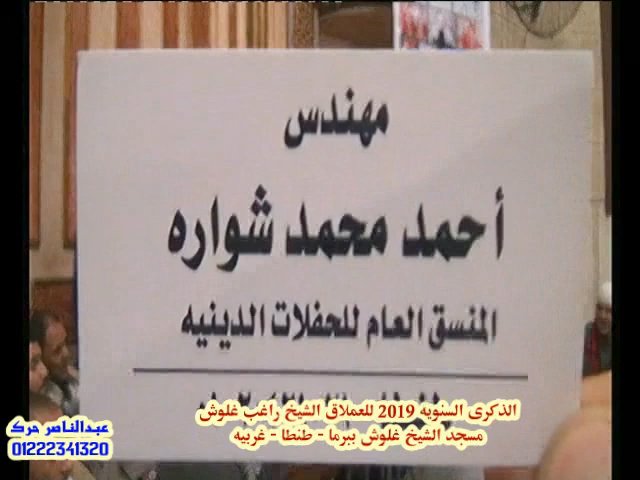 مهندس
أحمد محمد شواره
المنسق العام للحفلات الدينيه
الذكرى السنويه 2019 للعملاق الشيخ راغب غلوش
مسجد الشيخ غلوش ببرما - طنطا - غربيه
عبدالناصر حرك
01222341320